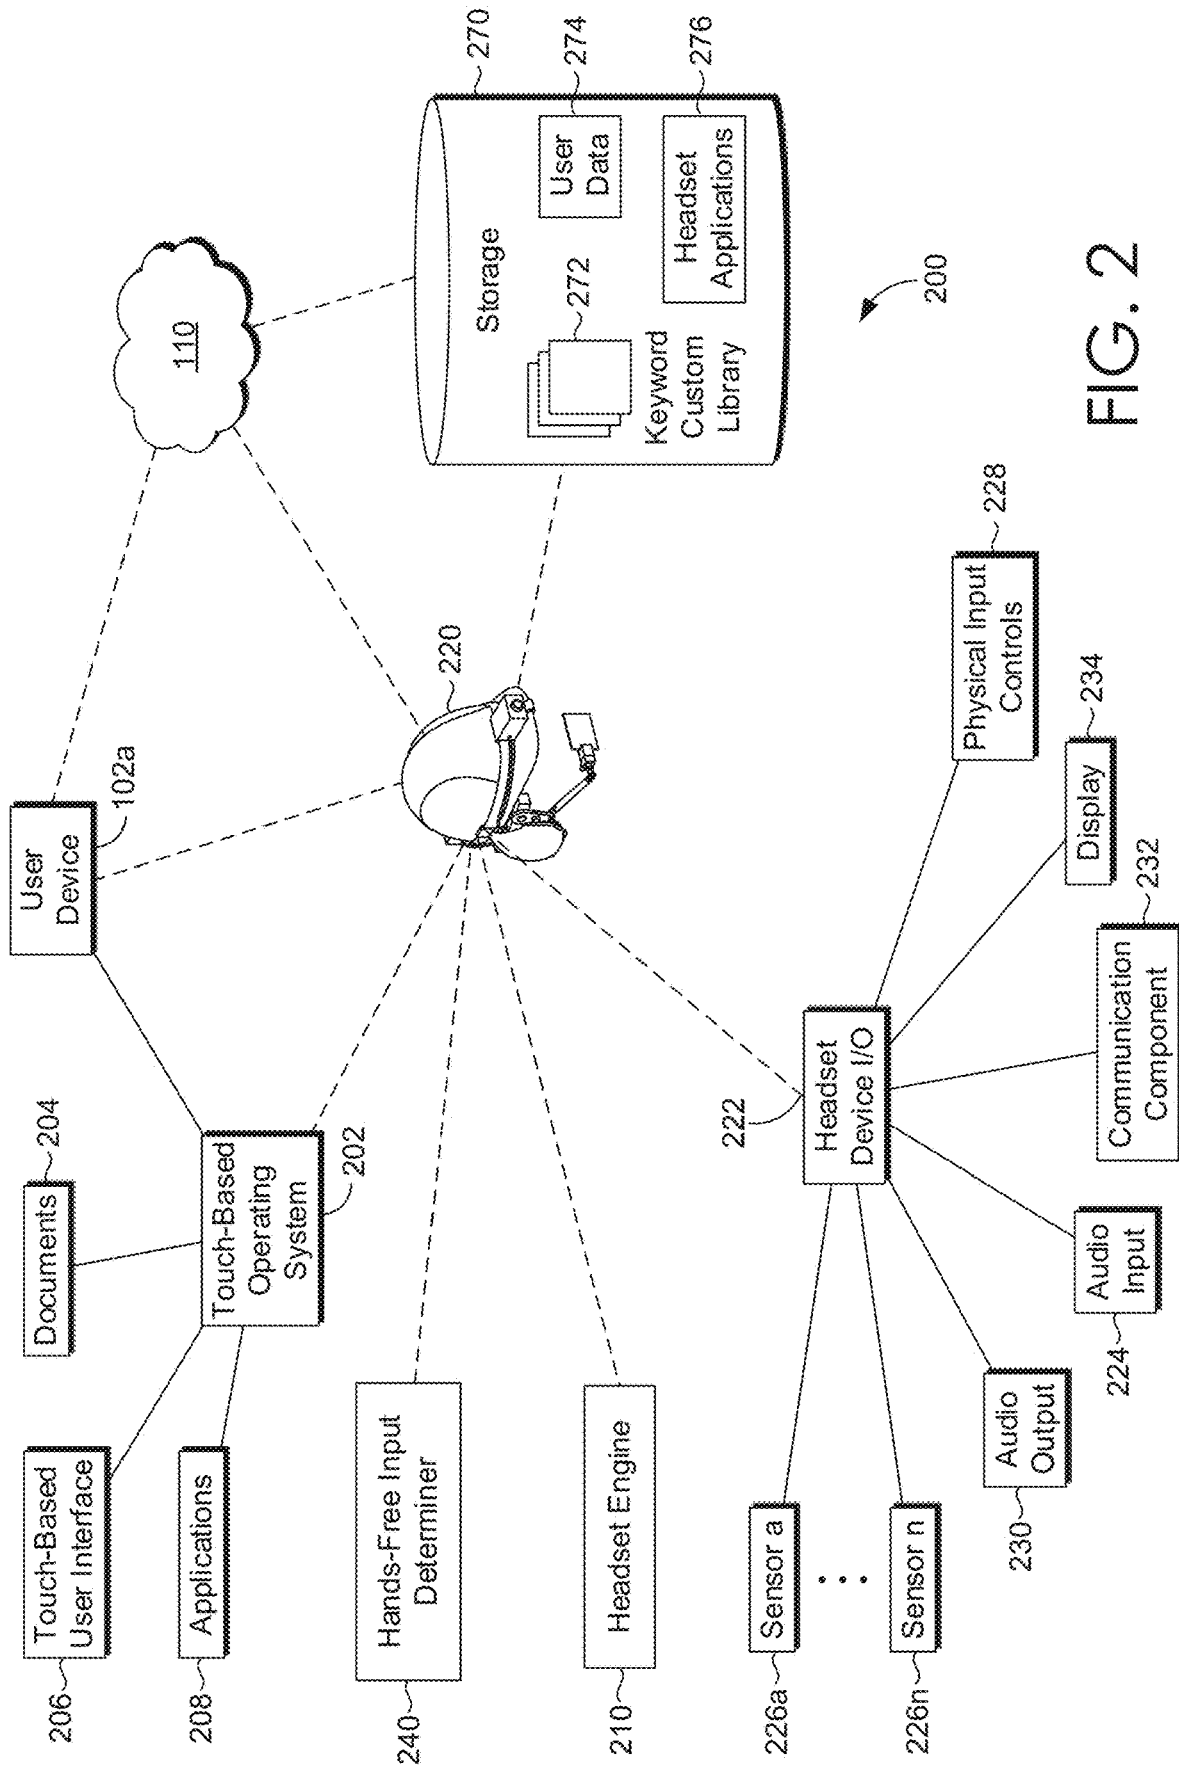 206
Touch-Based
User Interface
Documents
204
User
Device
102a
110
208
Applications
Touch-Based
Operating
System
202
240
Hands-Free Input
Determiner
220
270
Storage
272
Keyword
Custom
Library
User
Data
274
Headset
Applications
276
210
Headset Engine
222
Headset
Device I/O
226a
Sensor a
226n
Sensor n
230
Audio
Output
224
Audio
Input
Communication
Component
232
Display
234
Physical Input
Controls
228
200
FIG. 2